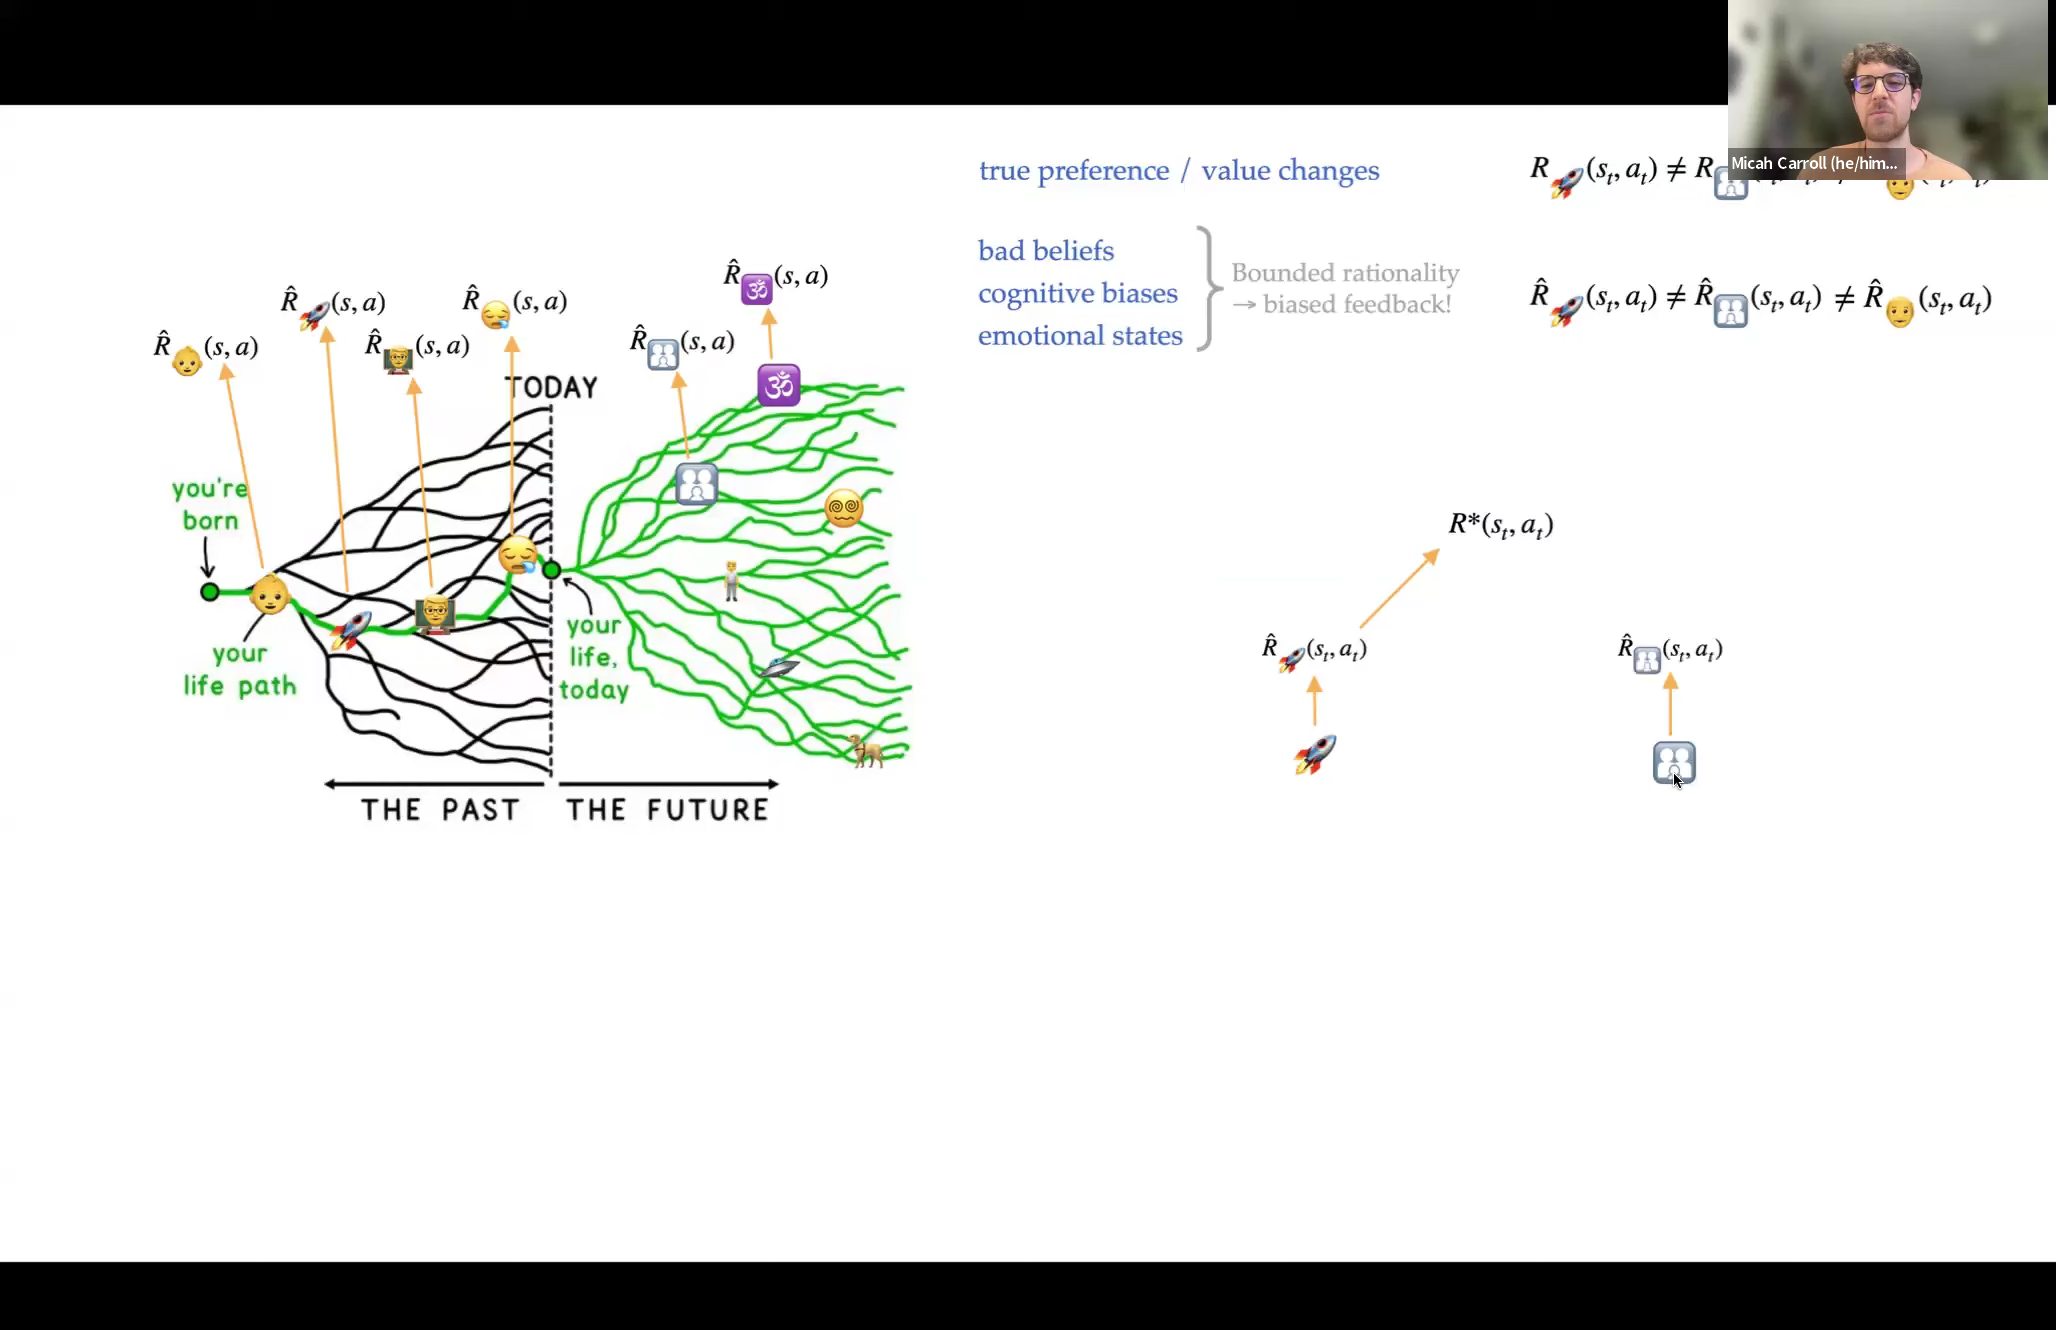 Micah Carroll (he/him...
true preference / value changes
R🚀(sₜ, aₜ) ≠ R
bad beliefs
cognitive biases
emotional states
Bounded rationality
→ biased feedback!
R̂🚀(sₜ, aₜ) ≠ R̂👪(sₜ, aₜ) ≠ R̂👨‍🦲(sₜ, aₜ)
R̂🕉(s, a)
R̂🚀(s, a)
R̂😪(s, a)
R̂👶(s, a)
R̂👨‍🏫(s, a)
R̂👪(s, a)
TODAY
you're
born
your
life path
your
life,
today
THE PAST
THE FUTURE
R*(sₜ, aₜ)
R̂🚀(sₜ, aₜ)
R̂👪(sₜ, aₜ)